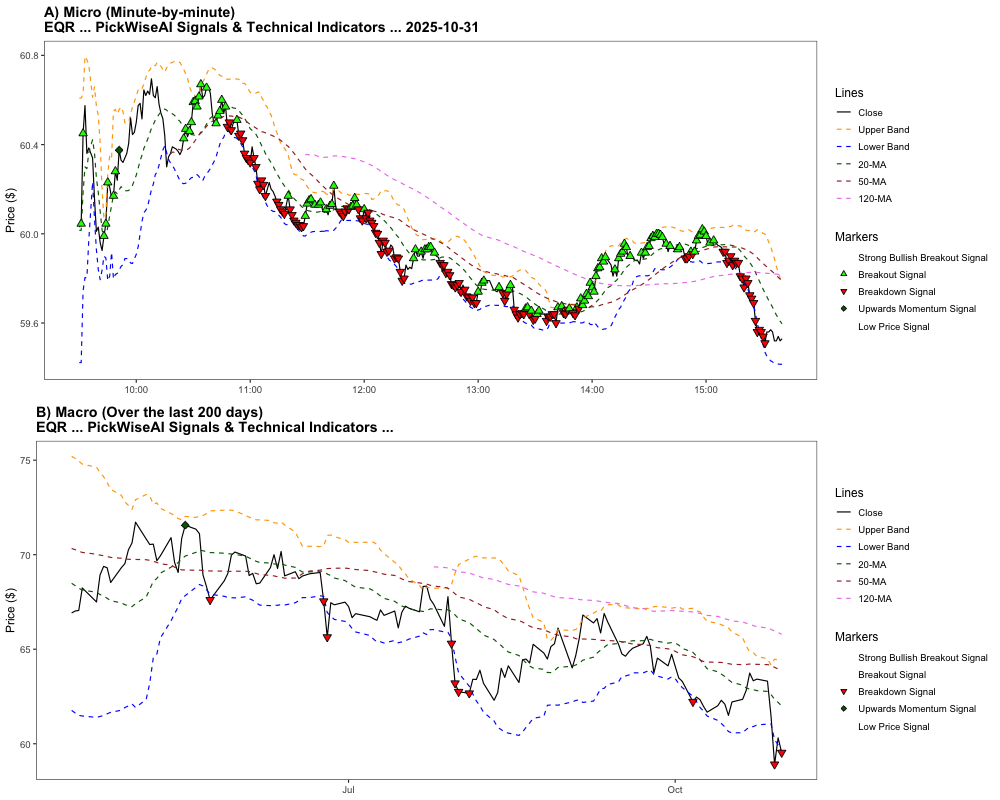 A) Micro (Minute-by-minute)
EQR ... PickWiseAI Signals & Technical Indicators ... 2025-10-31
Price ($)
60.8
60.4
60.0
59.6
10:00
11:00
12:00
13:00
14:00
15:00
Lines
Close
Upper Band
Lower Band
20-MA
50-MA
120-MA
Markers
Strong Bullish Breakout Signal
Breakout Signal
Breakdown Signal
Upwards Momentum Signal
Low Price Signal
B) Macro (Over the last 200 days)
EQR ... PickWiseAI Signals & Technical Indicators ...
Price ($)
75
70
65
60
Jul
Oct
Lines
Close
Upper Band
Lower Band
20-MA
50-MA
120-MA
Markers
Strong Bullish Breakout Signal
Breakout Signal
Breakdown Signal
Upwards Momentum Signal
Low Price Signal